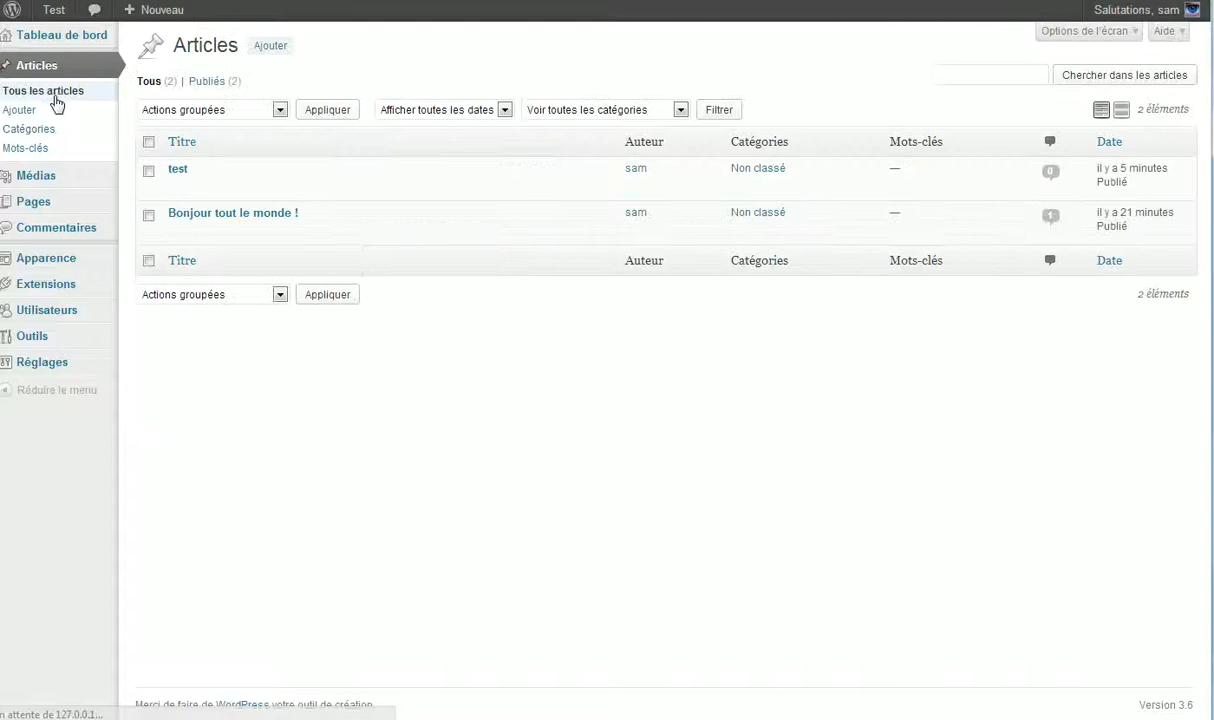 Test
Nouveau
Salutations, sam
Tableau de bord
Articles
Tous les articles
Ajouter
Catégories
Mots-clés
Médias
Pages
Commentaires
Apparence
Extensions
Utilisateurs
Outils
Réglages
Réduire le menu
Articles Ajouter
Options de l'écran Aide
Tous (2) | Publiés (2)
Chercher dans les articles
Actions groupées Appliquer Afficher toutes les dates Voir toutes les catégories Filtrer 2 éléments
Titre Auteur Catégories Mots-clés Date
test sam Non classé — 0 il y a 5 minutes
Publié
Bonjour tout le monde ! sam Non classé — 1 il y a 21 minutes
Publié
Titre Auteur Catégories Mots-clés Date
Actions groupées Appliquer 2 éléments
Merci de faire de WordPress votre outil de création. Version 3.6
n attente de 127.0.0.1...